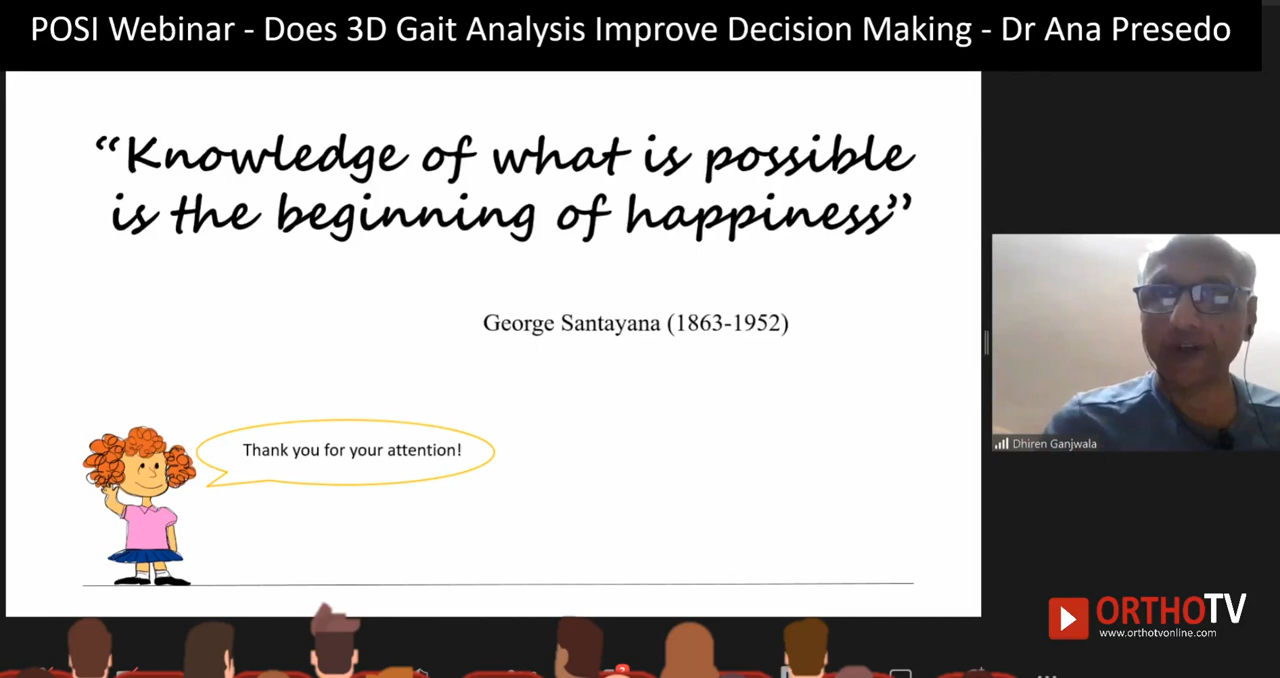 POSI Webinar - Does 3D Gait Analysis Improve Decision Making - Dr Ana Presedo
“Knowledge of what is possible
is the beginning of happiness”
George Santayana (1863-1952)
Thank you for your attention!
Dhiren Ganjwala
ORTHOTV
www.orthotvonline.com
2